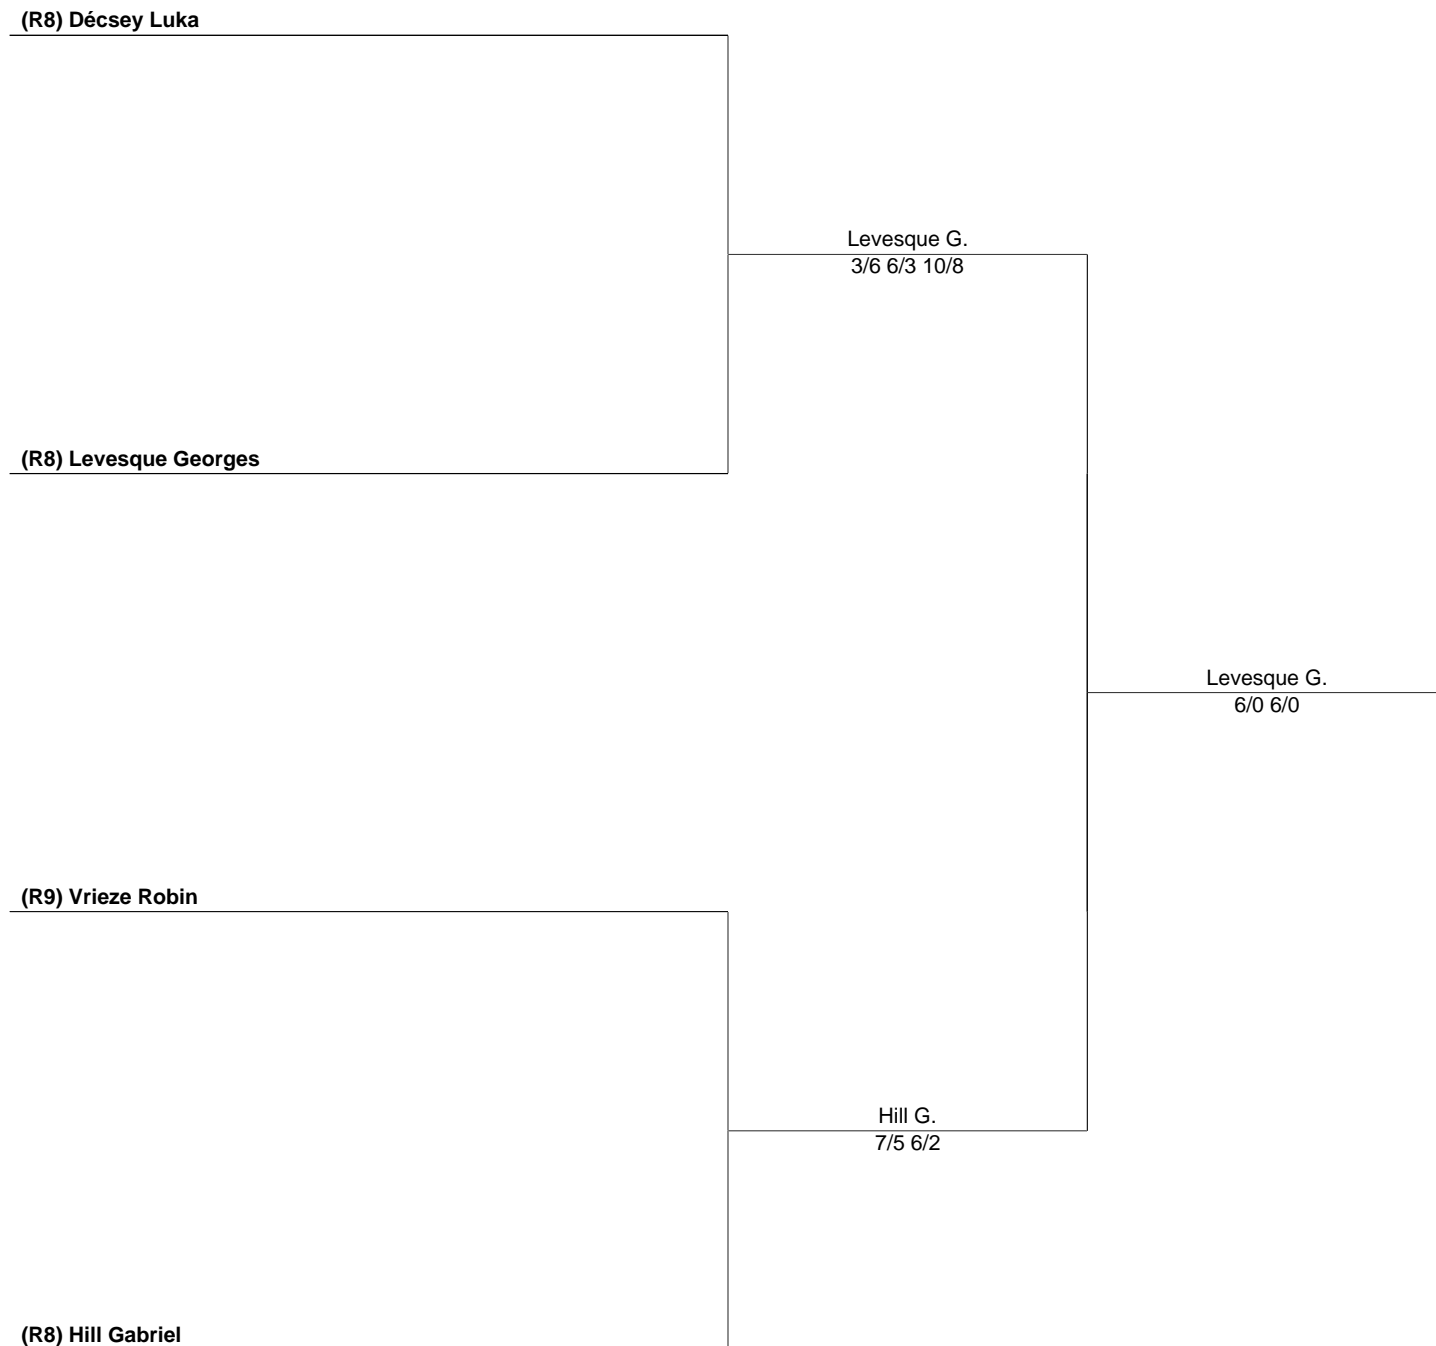 (R8) Décsey Luka
Levesque G.
3/6 6/3 10/8
(R8) Levesque Georges
Levesque G.
6/0 6/0
(R9) Vrieze Robin
Hill G.
7/5 6/2
(R8) Hill Gabriel